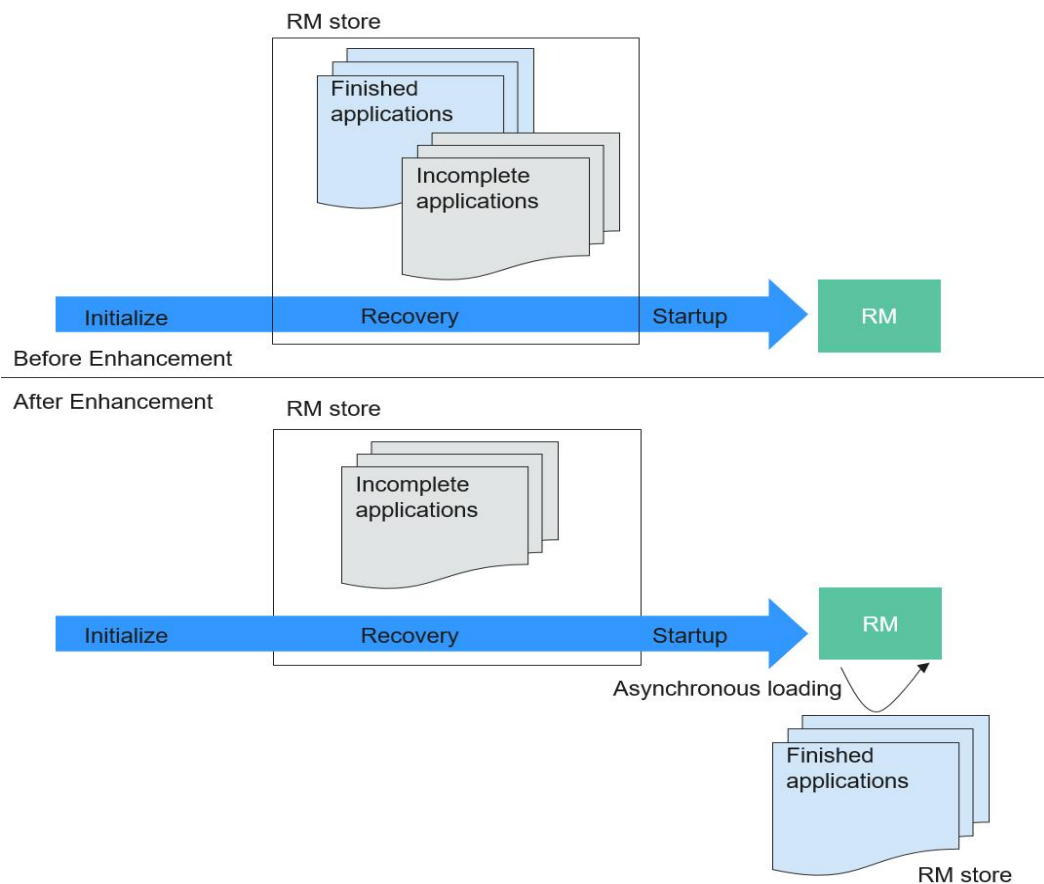 RM store
Finished
applications
Incomplete
applications
Initialize
Recovery
Startup
RM
Before Enhancement
After Enhancement
RM store
Incomplete
applications
Initialize
Recovery
Startup
RM
Asynchronous loading
Finished
applications
RM store